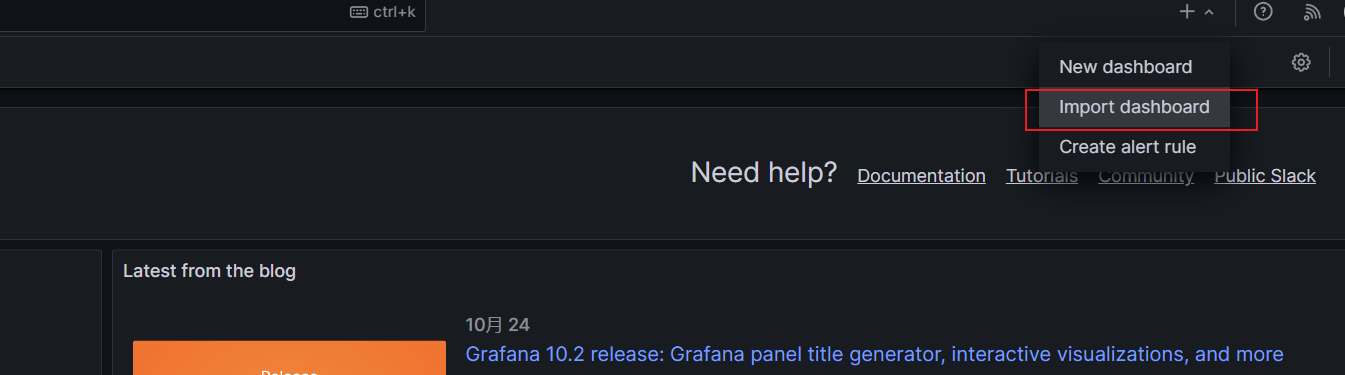 ctrl+k
New dashboard
Import dashboard
Create alert rule
Need help? Documentation Tutorials Community Public Slack
Latest from the blog
10月 24
Grafana 10.2 release: Grafana panel title generator, interactive visualizations, and more
Release